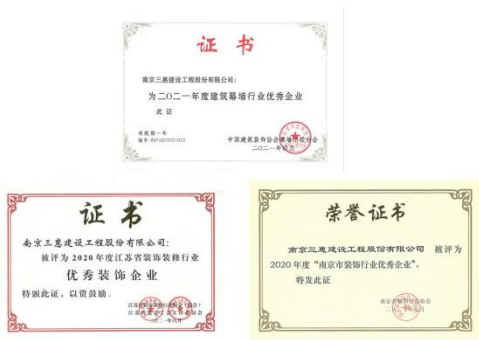 证书
南京三惠建设工程股份有限公司：
为二〇二一年度建筑幕墙行业优秀企业
此证
有效期一年
中国建筑装饰协会幕墙工程分会
证书
南京三惠建设工程股份有限公司：
被评为2020年度江苏省装饰装修行业
优秀装饰企业
特颁此证，以资鼓励。
荣誉证书
南京三惠建设工程股份有限公司 被评为
2020年度“南京市装饰行业优秀企业”。
特发此证